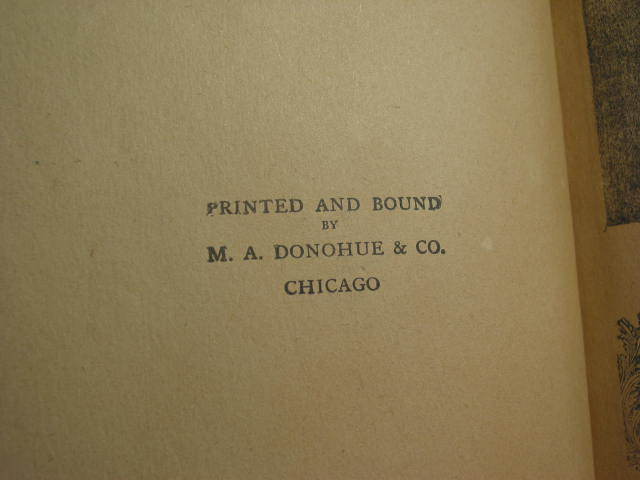 PRINTED AND BOUND
BY
M. A. DONOHUE & CO.
CHICAGO